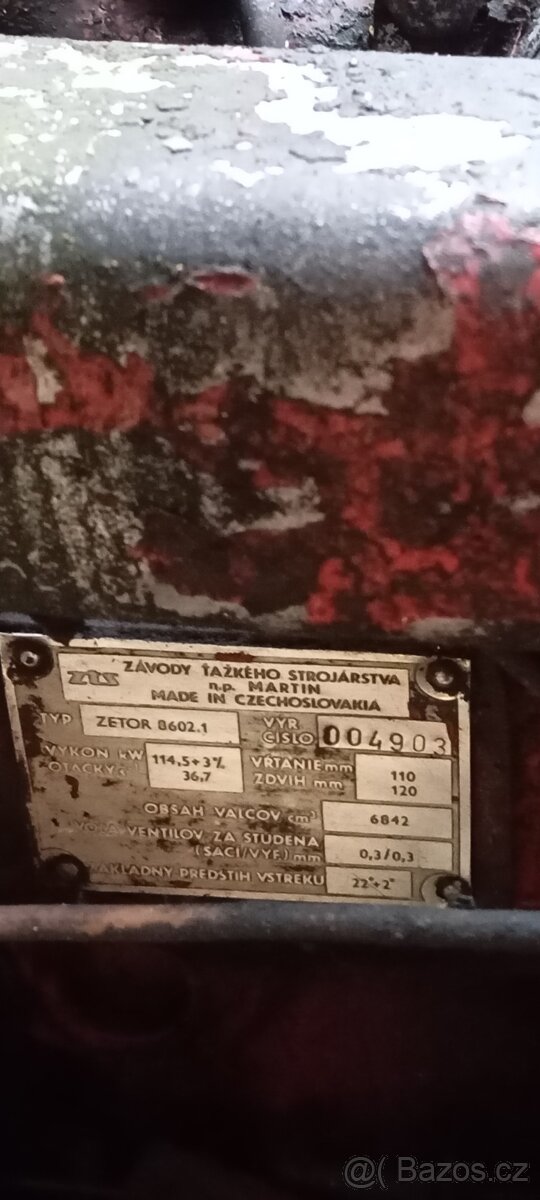 zts ZÁVODY ŤAŽKÉHO STROJÁRSTVA
n.p. MARTIN
MADE IN CZECHOSLOVAKIA
TYP ZETOR 8602.1 VÝR. ČÍSLO 004903
VÝKON kW 114,5+3% VŔTANIE mm 110
OTÁČKY 36,7 ZDVIH mm 120
OBSAH VALCOV cm³ 6842
VENTILOV ZA STUDENA
(SACÍ/VÝF.) mm 0,3/0,3
ZÁKLADNÝ PREDSTIH VSTREKU 22°+2°
@( Bazos.cz